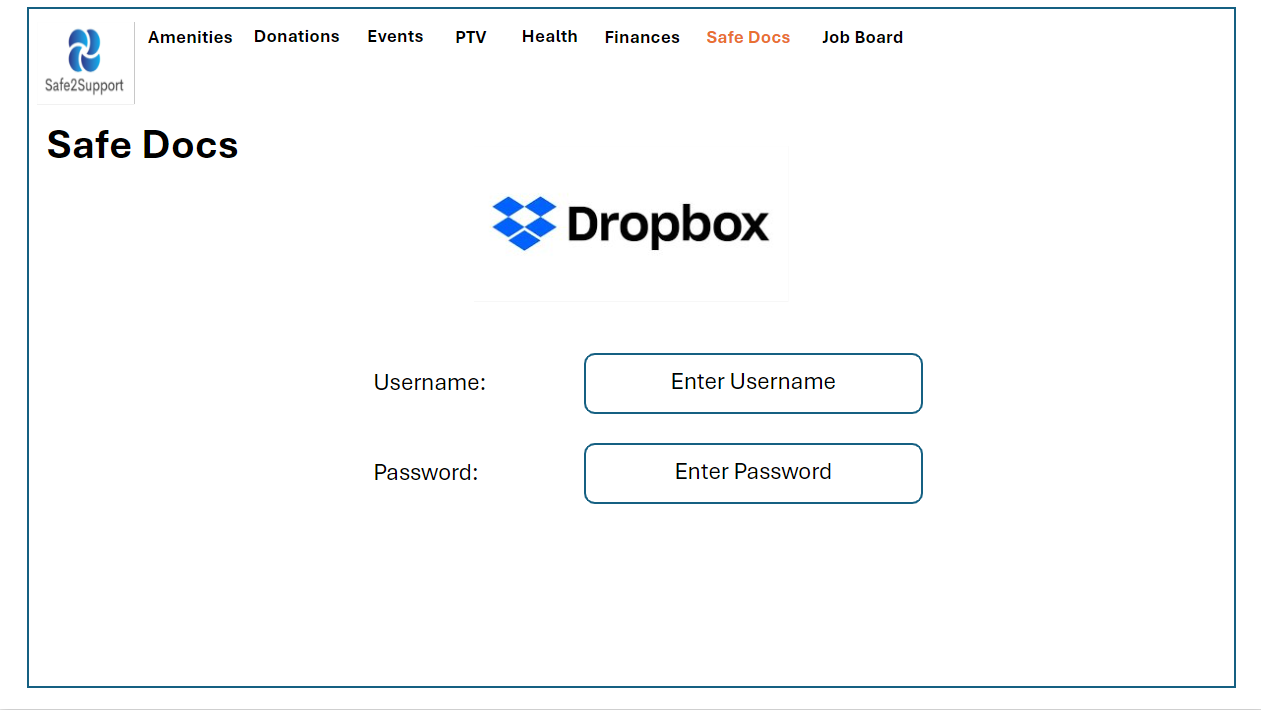 Amenities Donations Events PTV Health Finances Safe Docs Job Board
Safe2Support
Safe Docs
Dropbox
Username: Enter Username
Password: Enter Password